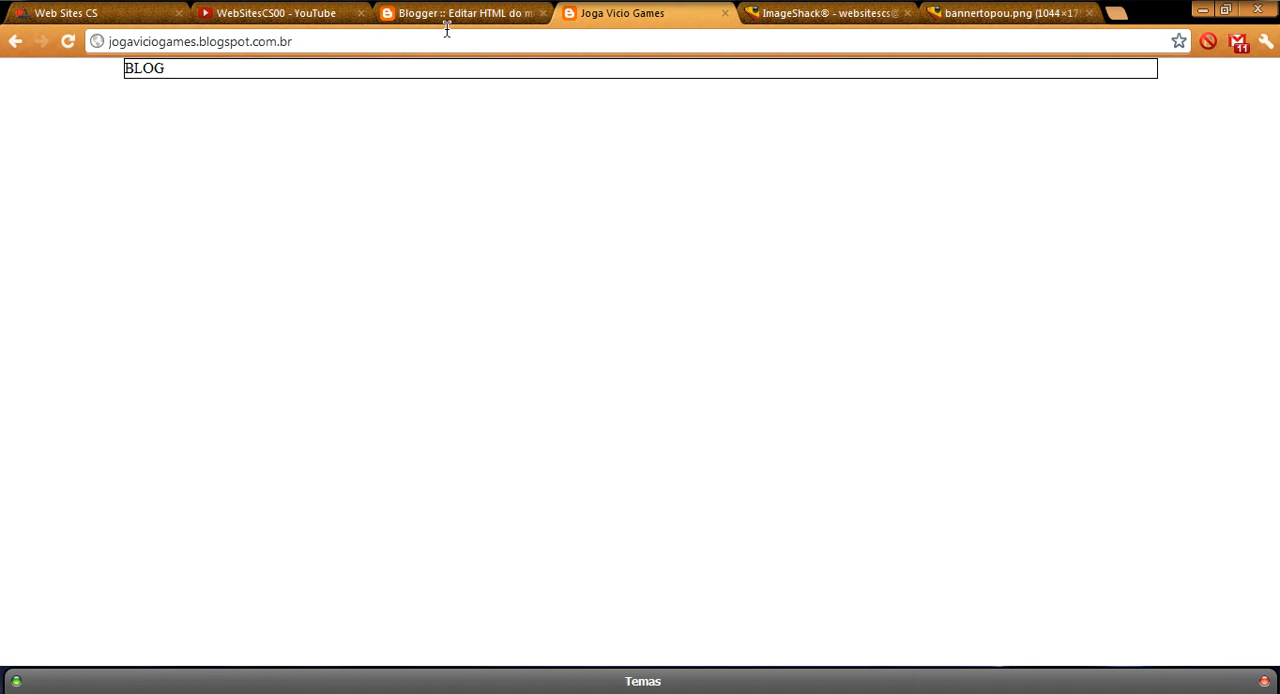 Web Sites CS
WebSitesCS00 - YouTube
Blogger :: Editar HTML do m
Joga Vicio Games
ImageShack® - websitescs@
bannertopou.png (1044×17
jogaviciogames.blogspot.com.br
11
BLOG
Temas